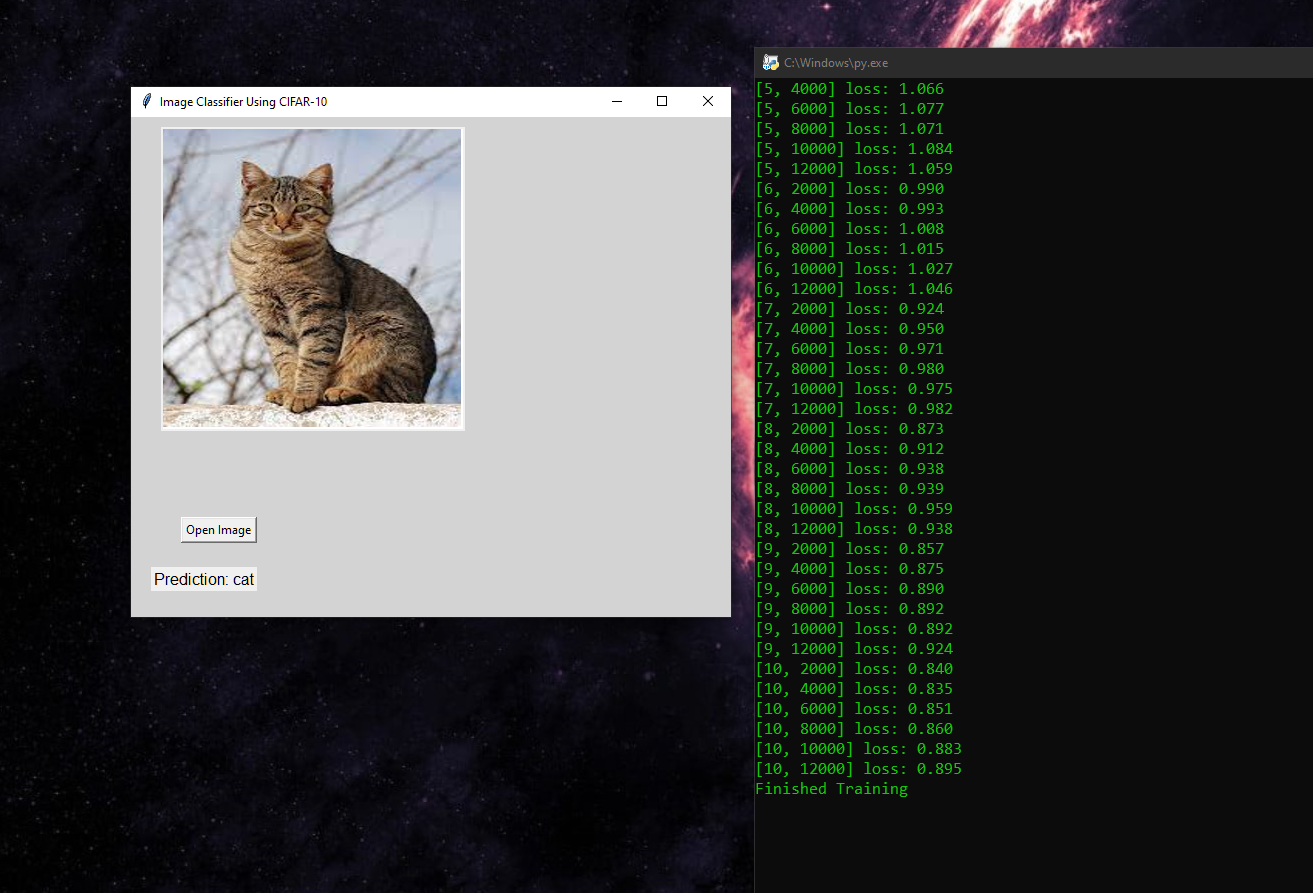 Image Classifier Using CIFAR-10
Open Image
Prediction: cat
C:\Windows\py.exe
[5, 4000] loss: 1.066
[5, 6000] loss: 1.077
[5, 8000] loss: 1.071
[5, 10000] loss: 1.084
[5, 12000] loss: 1.059
[6, 2000] loss: 0.990
[6, 4000] loss: 0.993
[6, 6000] loss: 1.008
[6, 8000] loss: 1.015
[6, 10000] loss: 1.027
[6, 12000] loss: 1.046
[7, 2000] loss: 0.924
[7, 4000] loss: 0.950
[7, 6000] loss: 0.971
[7, 8000] loss: 0.980
[7, 10000] loss: 0.975
[7, 12000] loss: 0.982
[8, 2000] loss: 0.873
[8, 4000] loss: 0.912
[8, 6000] loss: 0.938
[8, 8000] loss: 0.939
[8, 10000] loss: 0.959
[8, 12000] loss: 0.938
[9, 2000] loss: 0.857
[9, 4000] loss: 0.875
[9, 6000] loss: 0.890
[9, 8000] loss: 0.892
[9, 10000] loss: 0.892
[9, 12000] loss: 0.924
[10, 2000] loss: 0.840
[10, 4000] loss: 0.835
[10, 6000] loss: 0.851
[10, 8000] loss: 0.860
[10, 10000] loss: 0.883
[10, 12000] loss: 0.895
Finished Training